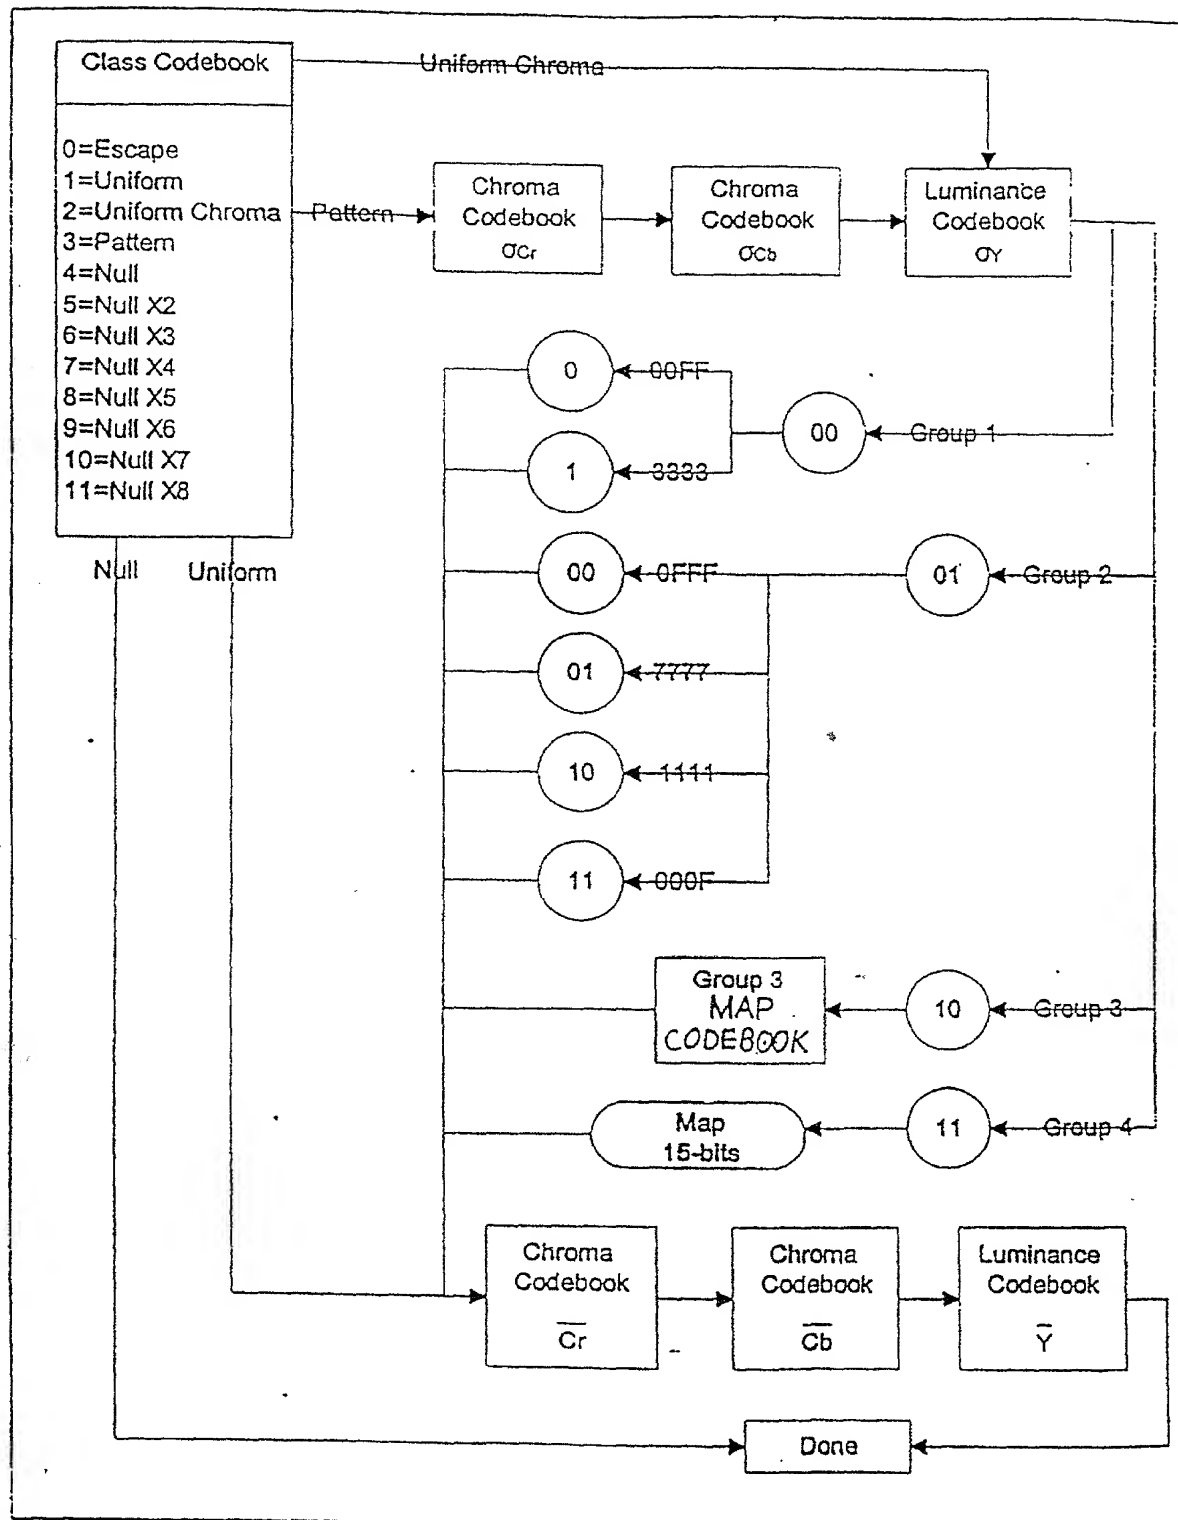 Class Codebook
Uniform Chroma
0=Escape
1=Uniform
2=Uniform Chroma
3=Pattern
4=Null
5=Null X2
6=Null X3
7=Null X4
8=Null X5
9=Null X6
10=Null X7
11=Null X8
Pattern
Chroma
Codebook
σCr
Chroma
Codebook
σCb
Luminance
Codebook
σY
0
00FF
00
Group 1
1
3333
Null
Uniform
00
0FFF
01
Group 2
01
7777
10
1111
11
000F
Group 3
MAP
CODEBOOK
10
Group 3
Map
15-bits
11
Group 4
Chroma
Codebook
C̅r̅
Chroma
Codebook
C̅b̅
Luminance
Codebook
Y̅
Done